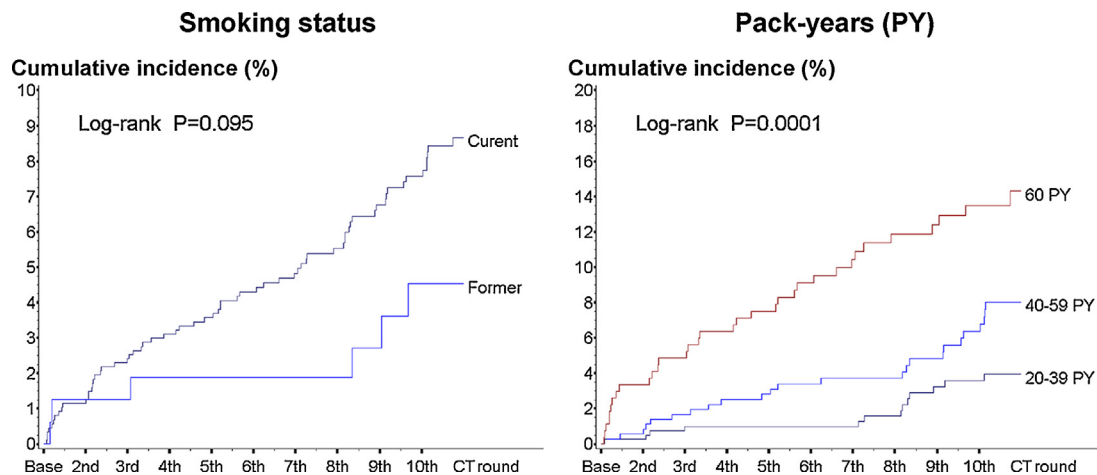 Smoking status
Cumulative incidence (%)
10
9
8
7
6
5
4
3
2
1
0
Log-rank P=0.095
Curent
Former
Base 2nd 3rd 4th 5th 6th 7th 8th 9th 10th CT round
Pack-years (PY)
Cumulative incidence (%)
20
18
16
14
12
10
8
6
4
2
0
Log-rank P=0.0001
60 PY
40-59 PY
20-39 PY
Base 2nd 3rd 4th 5th 6th 7th 8th 9th 10th CT round